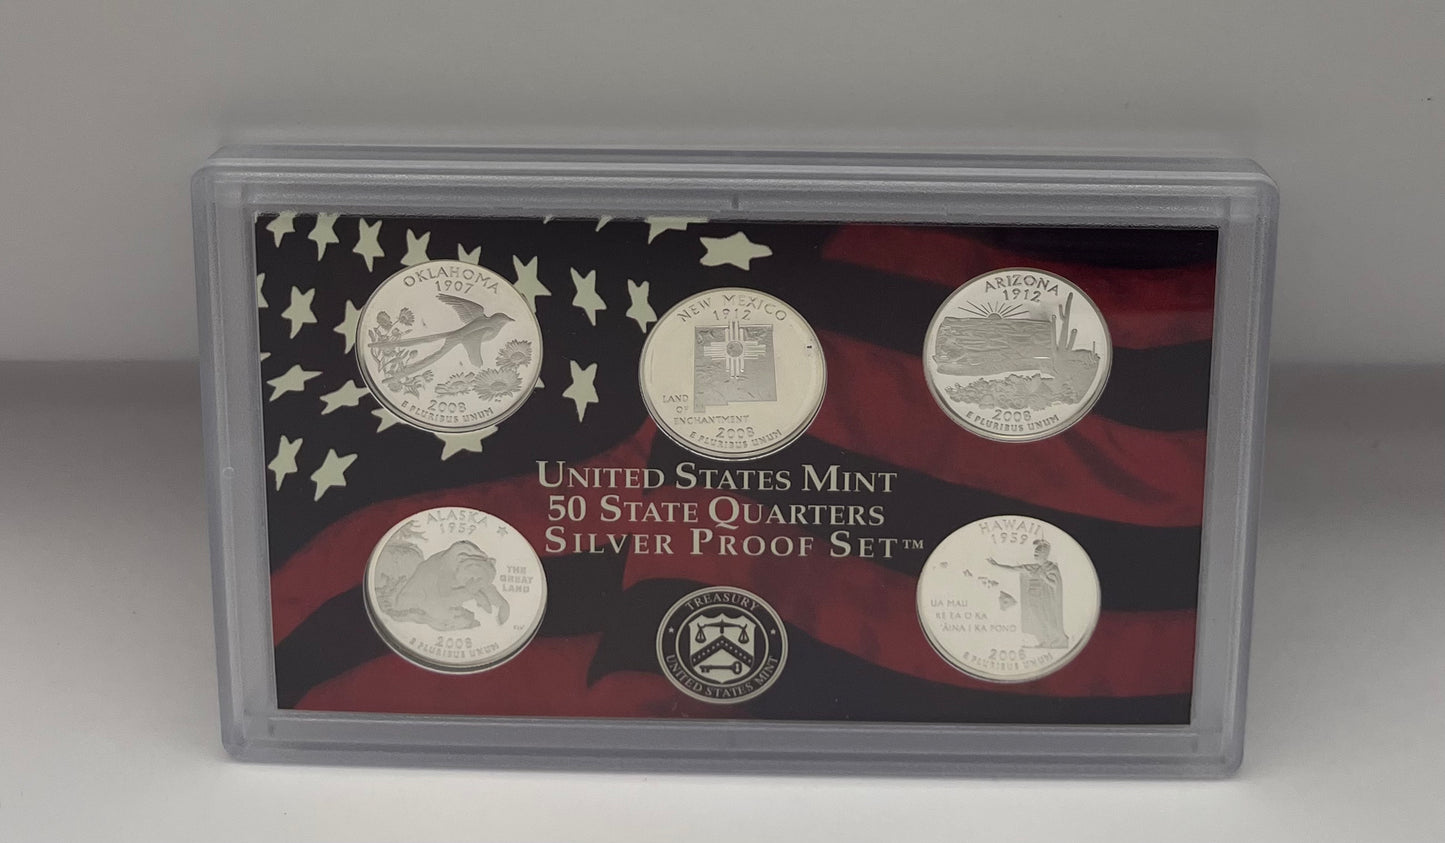 OKLAHOMA
1907
2008
E PLURIBUS UNUM
NEW MEXICO
1912
LAND
OF
ENCHANTMENT
2008
E PLURIBUS UNUM
ARIZONA
1912
2008
E PLURIBUS UNUM
UNITED STATES MINT
50 STATE QUARTERS
SILVER PROOF SET™
ALASKA
1959
THE
GREAT
LAND
2008
E PLURIBUS UNUM
TREASURY
UNITED STATES MINT
HAWAII
1959
UA MAU
KE EA O KA
ʻĀINA I KA PONO
2008
E PLURIBUS UNUM